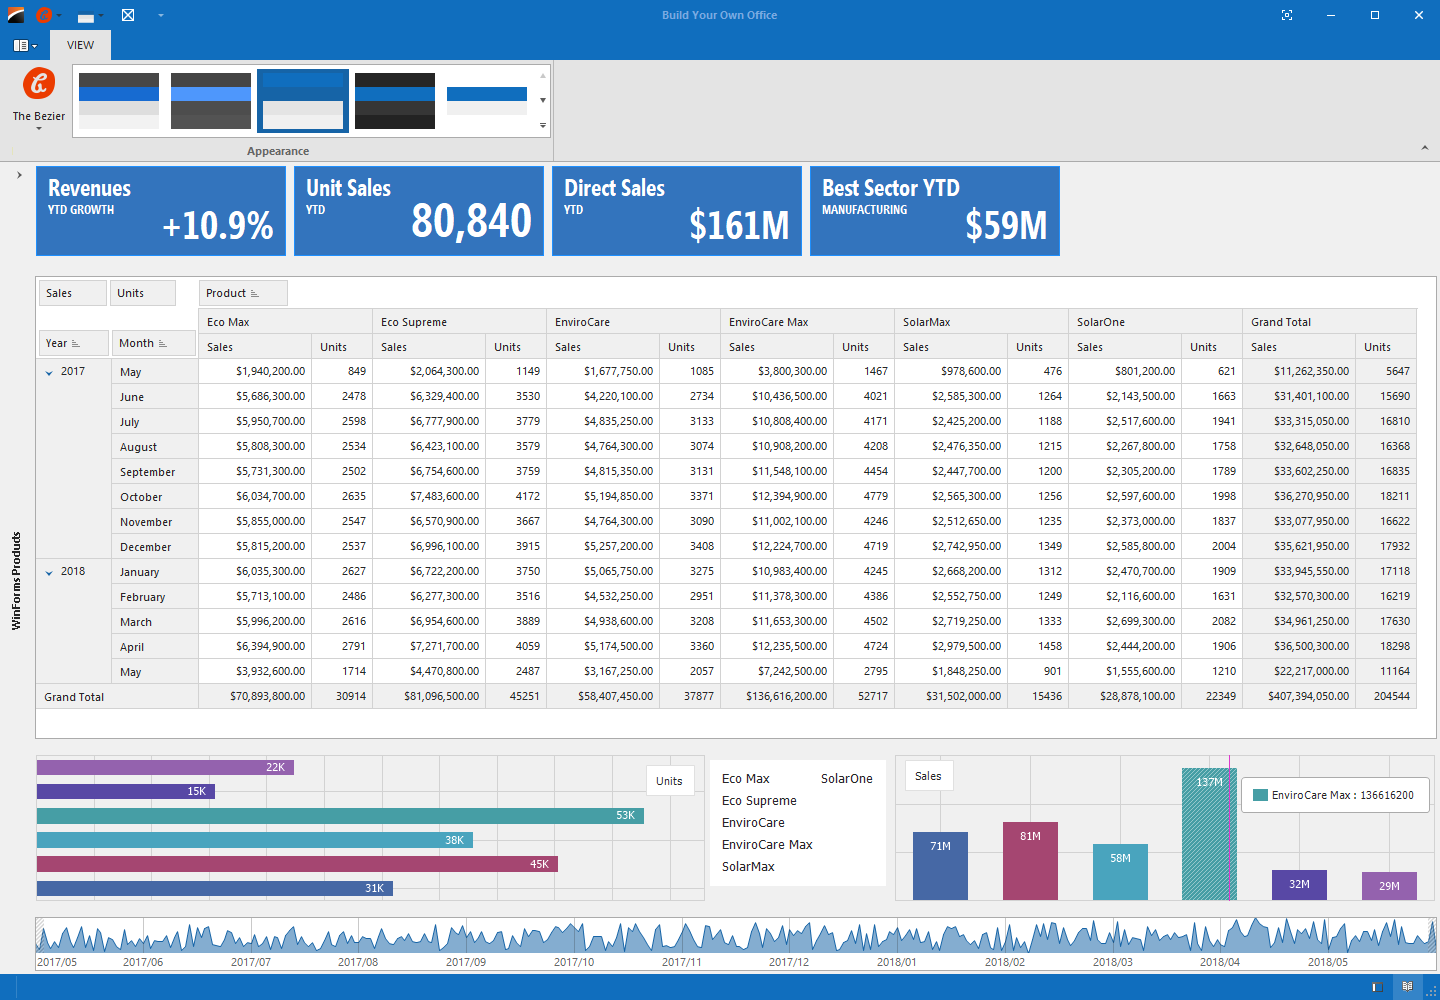 Build Your Own Office
VIEW
The Bezier
Appearance
Revenues
YTD GROWTH
+10.9%
Unit Sales
YTD
80,840
Direct Sales
YTD
$161M
Best Sector YTD
MANUFACTURING
$59M
WinForms Produds
Sales Units Product
Eco Max Eco Supreme EnviroCare EnviroCare Max SolarMax SolarOne Grand Total
Year Month Sales Units Sales Units Sales Units Sales Units Sales Units Sales Units Sales Units
2017 May $1,940,200.00 849 $2,064,300.00 1149 $1,677,750.00 1085 $3,800,300.00 1467 $978,600.00 476 $801,200.00 621 $11,262,350.00 5647
June $5,686,300.00 2478 $6,329,400.00 3530 $4,220,100.00 2734 $10,436,500.00 4021 $2,585,300.00 1264 $2,143,500.00 1663 $31,401,100.00 15690
July $5,950,700.00 2598 $6,777,900.00 3779 $4,835,250.00 3133 $10,808,400.00 4171 $2,425,200.00 1188 $2,517,600.00 1941 $33,315,050.00 16810
August $5,808,300.00 2534 $6,423,100.00 3579 $4,764,300.00 3074 $10,908,200.00 4208 $2,476,350.00 1215 $2,267,800.00 1758 $32,648,050.00 16368
September $5,731,300.00 2502 $6,754,600.00 3759 $4,815,350.00 3131 $11,548,100.00 4454 $2,447,700.00 1200 $2,305,200.00 1789 $33,602,250.00 16835
October $6,034,700.00 2635 $7,483,600.00 4172 $5,194,850.00 3371 $12,394,900.00 4779 $2,565,300.00 1256 $2,597,600.00 1998 $36,270,950.00 18211
November $5,855,000.00 2547 $6,570,900.00 3667 $4,764,300.00 3090 $11,002,100.00 4246 $2,512,650.00 1235 $2,373,000.00 1837 $33,077,950.00 16622
December $5,815,200.00 2537 $6,996,100.00 3915 $5,257,200.00 3408 $12,224,700.00 4719 $2,742,950.00 1349 $2,585,800.00 2004 $35,621,950.00 17932
2018 January $6,035,300.00 2627 $6,722,200.00 3750 $5,065,750.00 3275 $10,983,400.00 4245 $2,668,200.00 1312 $2,470,700.00 1909 $33,945,550.00 17118
February $5,713,100.00 2486 $6,277,300.00 3516 $4,532,250.00 2951 $11,378,300.00 4386 $2,552,750.00 1249 $2,116,600.00 1631 $32,570,300.00 16219
March $5,996,200.00 2616 $6,954,600.00 3889 $4,938,600.00 3208 $11,653,300.00 4502 $2,719,250.00 1333 $2,699,300.00 2082 $34,961,250.00 17630
April $6,394,900.00 2791 $7,271,700.00 4059 $5,174,500.00 3360 $12,235,500.00 4724 $2,979,500.00 1458 $2,444,200.00 1906 $36,500,300.00 18298
May $3,932,600.00 1714 $4,470,800.00 2487 $3,167,250.00 2057 $7,242,500.00 2795 $1,848,250.00 901 $1,555,600.00 1210 $22,217,000.00 11164
Grand Total $70,893,800.00 30914 $81,096,500.00 45251 $58,407,450.00 37877 $136,616,200.00 52717 $31,502,000.00 15436 $28,878,100.00 22349 $407,394,050.00 204544
22K
15K
53K
38K
45K
31K
Units
Eco Max SolarOne
Eco Supreme
EnviroCare
EnviroCare Max
SolarMax
Sales
71M
81M
58M
137M
32M
29M
EnviroCare Max : 136616200
2017/05 2017/06 2017/07 2017/08 2017/09 2017/10 2017/11 2017/12 2018/01 2018/02 2018/03 2018/04 2018/05